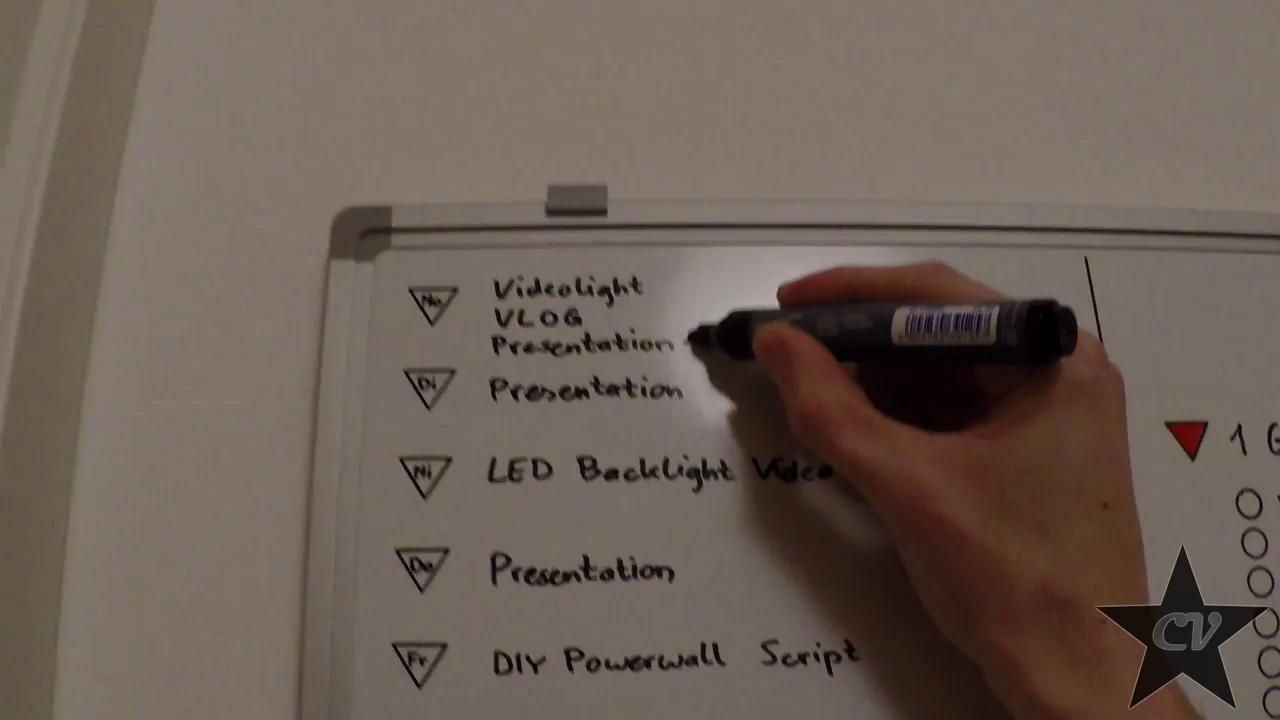 Mo Videolight
VLOG
Presentation
Di Presentation
Mi LED Backlight Video
Do Presentation
Fr DIY Powerwall Script
1
CV